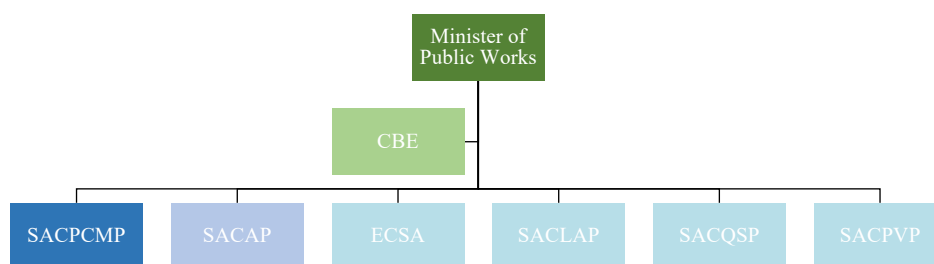 Minister of
Public Works
CBE
SACPCMP
SACAP
ECSA
SACLAP
SACQSP
SACPVP